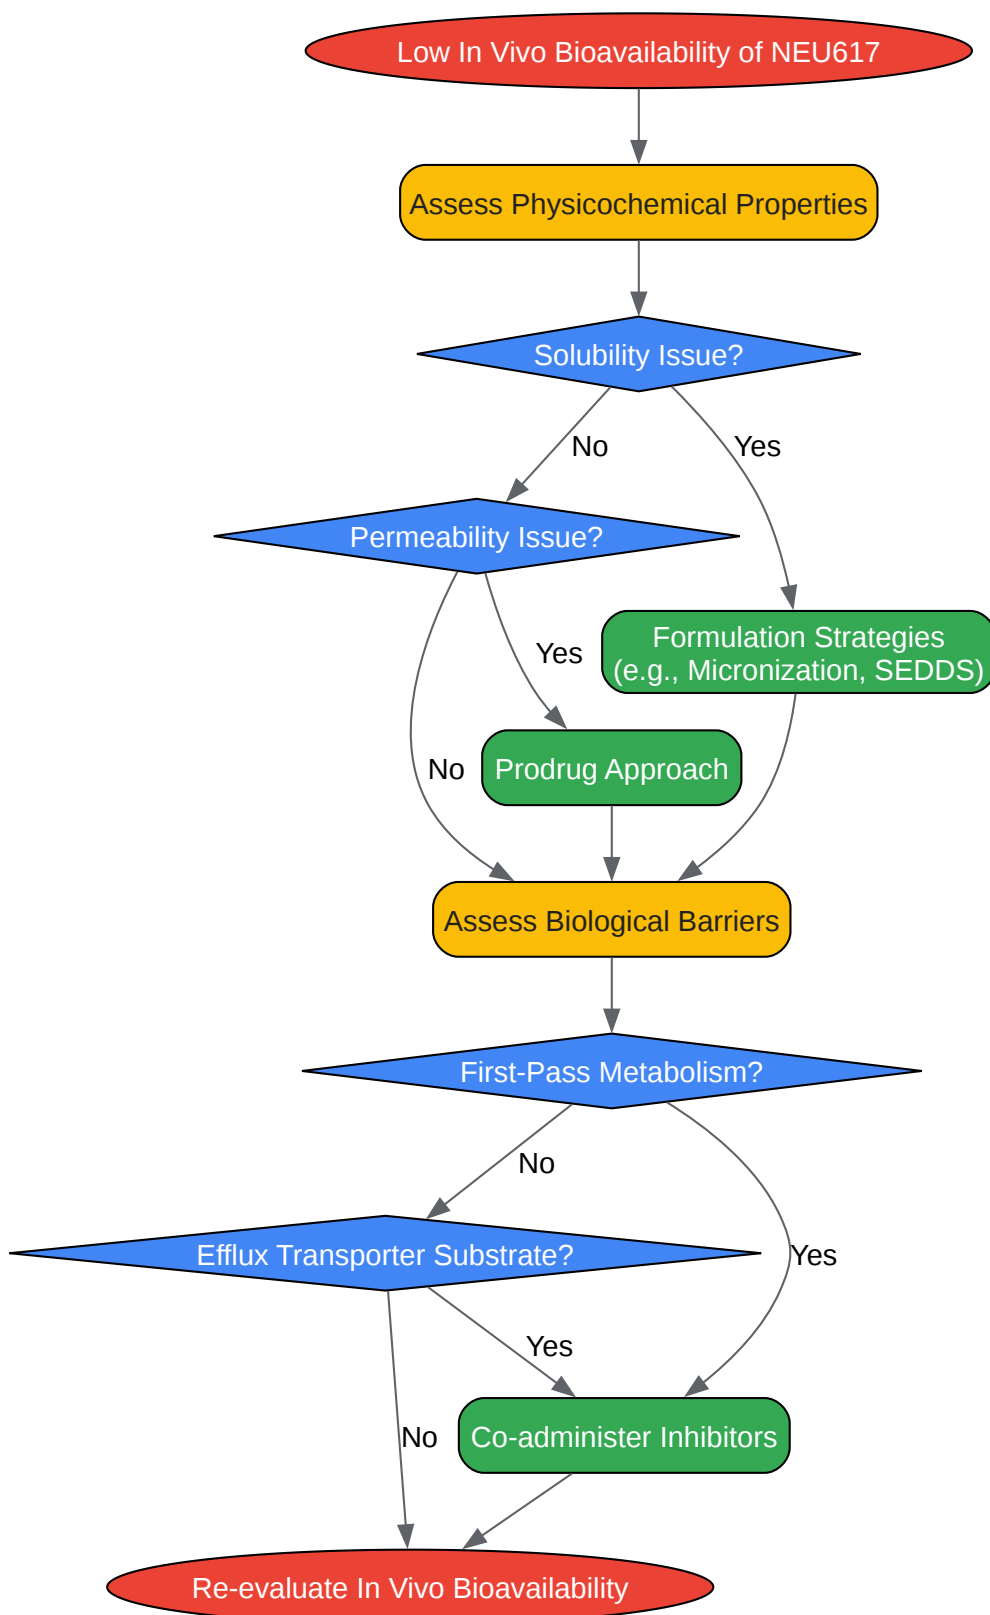 Low In Vivo Bioavailability of NEU617
Assess Physicochemical Properties
Solubility Issue?
No
Yes
Permeability Issue?
Yes
Formulation Strategies
(e.g., Micronization, SEDDS)
No
Prodrug Approach
Assess Biological Barriers
First-Pass Metabolism?
No
Efflux Transporter Substrate?
Yes
Yes
No
Co-administer Inhibitors
Re-evaluate In Vivo Bioavailability